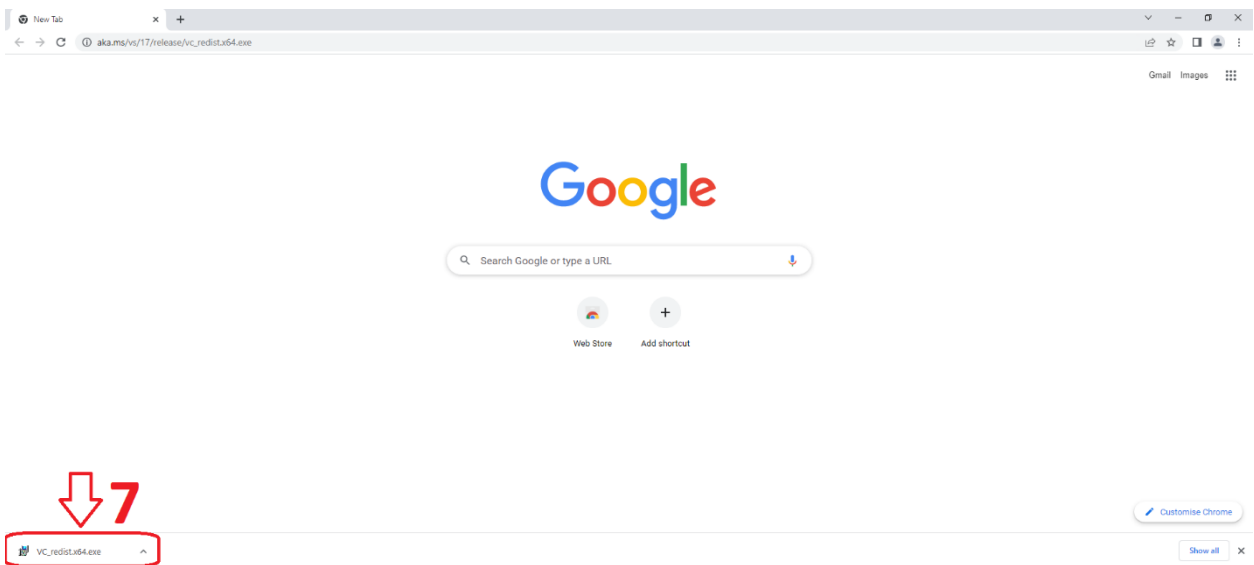 New Tab
aka.ms/vs/17/release/vc_redist.x64.exe
Gmail Images
Google
Search Google or type a URL
Web Store Add shortcut
7
Customise Chrome
VC_redist.x64.exe
Show all